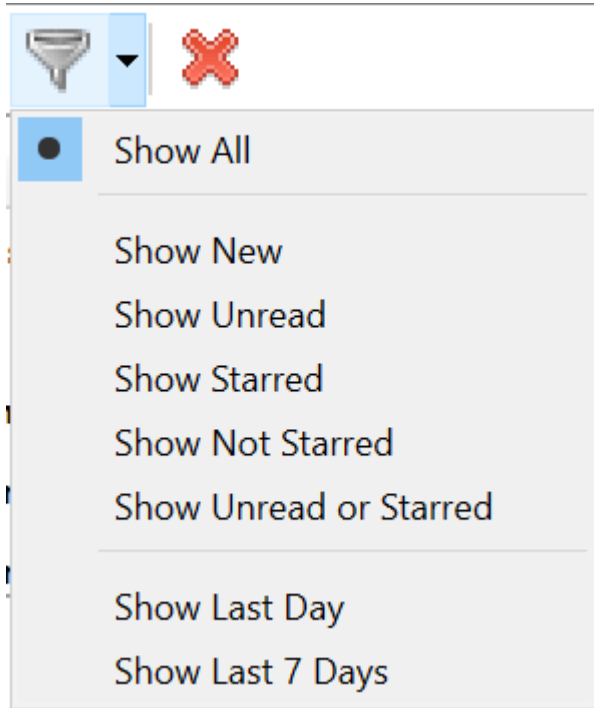 Show All
Show New
Show Unread
Show Starred
Show Not Starred
Show Unread or Starred
Show Last Day
Show Last 7 Days